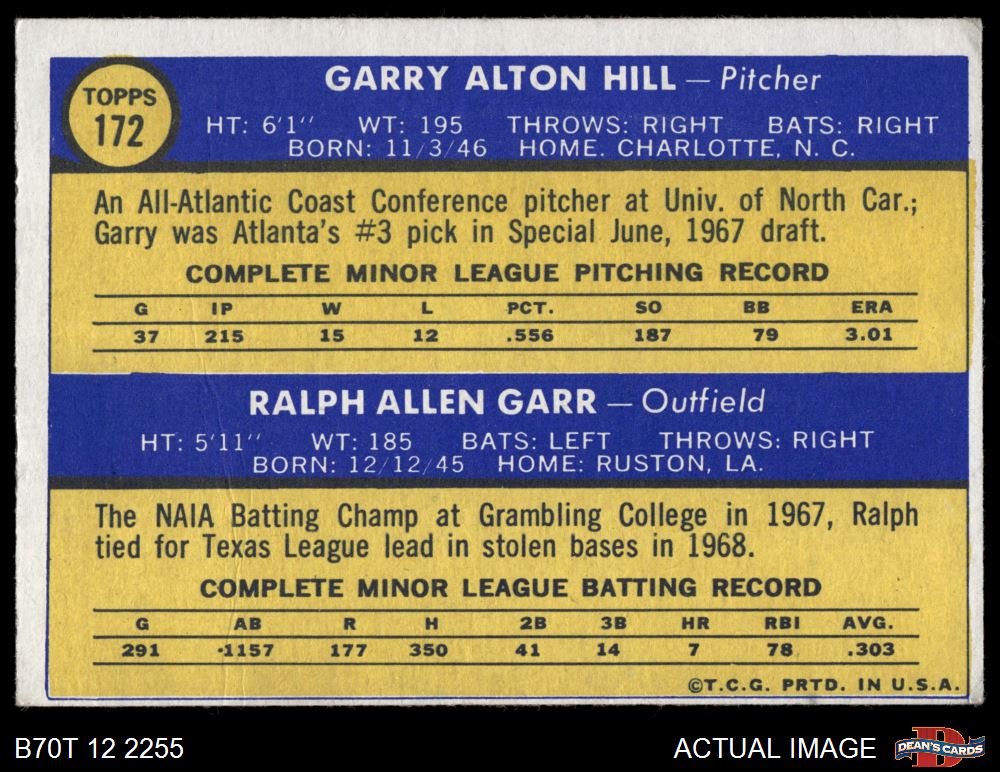 TOPPS
172
GARRY ALTON HILL — Pitcher
HT: 6'1'' WT: 195 THROWS: RIGHT BATS: RIGHT
BORN: 11/3/46 HOME. CHARLOTTE, N. C.
An All-Atlantic Coast Conference pitcher at Univ. of North Car.;
Garry was Atlanta's #3 pick in Special June, 1967 draft.
COMPLETE MINOR LEAGUE PITCHING RECORD
G IP W L PCT. SO BB ERA
37 215 15 12 .556 187 79 3.01
RALPH ALLEN GARR — Outfield
HT: 5'11'' WT: 185 BATS: LEFT THROWS: RIGHT
BORN: 12/12/45 HOME: RUSTON, LA.
The NAIA Batting Champ at Grambling College in 1967, Ralph
tied for Texas League lead in stolen bases in 1968.
COMPLETE MINOR LEAGUE BATTING RECORD
G AB R H 2B 3B HR RBI AVG.
291 1157 177 350 41 14 7 78 .303
©T.C.G. PRTD. IN U.S.A.
B70T 12 2255 ACTUAL IMAGE DEAN'S CARDS